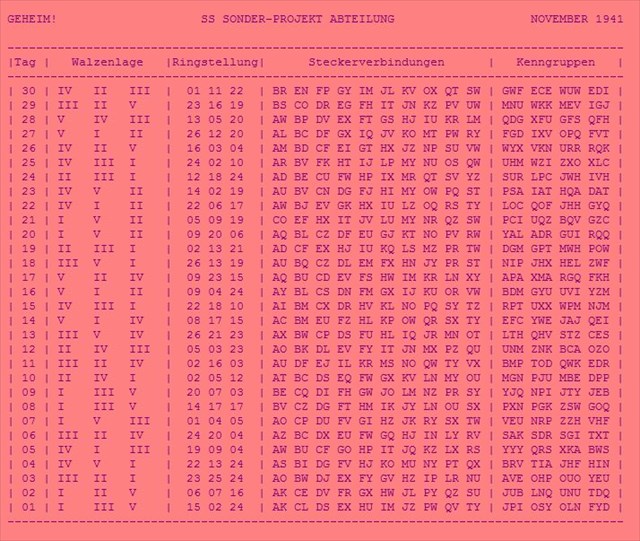 GEHEIM! SS SONDER-PROJEKT ABTEILUNG NOVEMBER 1941
|Tag | Walzenlage |Ringstellung| Steckerverbindungen | Kenngruppen |
| 30 | IV II III | 01 11 22 | BR EN FP GY IM JL KV OX QT SW | GWF ECE WUW EDI |
| 29 | III II V | 23 16 19 | BS CO DR EG FH IT JN KZ PV UW | MNU WKK MEV IGJ |
| 28 | V IV III | 13 05 20 | AW BP DV EX FT GS HJ IU KR LM | QDG XFU GFS QFH |
| 27 | V I II | 26 12 20 | AL BC DF GX IQ JV KO MT PW RY | FGD IXV OPQ FVT |
| 26 | IV II V | 16 03 04 | AM BD CF EI GT HX JZ NP SU VW | WYX VKN URR RQK |
| 25 | IV III I | 24 02 10 | AR BV FK HT IJ LP MY NU OS QW | UHM WZI ZXO XLC |
| 24 | II III I | 12 18 24 | AD BE CU FW HP IX MR QT SV YZ | SUR LPC JWH IVH |
| 23 | IV V II | 14 02 19 | AU BV CN DG FJ HI MY OW PQ ST | PSA IAT HQA DAT |
| 22 | IV I II | 22 06 17 | AW BJ EV GK HX IU LZ OQ RS TY | LOC QOF JHH GYQ |
| 21 | I V II | 05 09 19 | CO EF HX IT JV LU MY NR QZ SW | PCI UQZ BQV GZC |
| 20 | I V II | 09 20 06 | AQ BL CZ DF EU GJ KT NO PV RW | YAL ADR GUI RQQ |
| 19 | II III I | 02 13 21 | AD CF EX HJ IU KQ LS MZ PR TW | DGM GPT MWH POW |
| 18 | III V I | 26 13 19 | AU BQ CZ DL EM FX HN JY PR ST | NIP JHX HEL ZWF |
| 17 | V II IV | 09 23 15 | AQ BU CD EV FS HW IM KR LN XY | APA XMA RGQ FKH |
| 16 | V I II | 09 04 24 | AY BL CS DN FM GX IJ KU OR VW | BDM GYU UVI YZM |
| 15 | IV III I | 22 18 10 | AI BM CX DR HV KL NO PQ SY TZ | RPT UXX WPM NJM |
| 14 | V I IV | 08 17 15 | AC BM EU FZ HL KP OW QR SX TY | EFC YWE JAJ QEI |
| 13 | III V IV | 26 21 23 | AX BW CP DS FU HL IQ JR MN OT | LTH QHV STZ CES |
| 12 | II IV III | 05 03 23 | AO BK DL EV FY IT JN MX PZ QU | UNM ZNK BCA OZO |
| 11 | III II IV | 02 16 03 | AU DF EJ IL KR MS NO QW TY VX | BMP TOD QWK EDR |
| 10 | II IV I | 02 05 12 | AT BC DS EQ FW GX KV LN MY OU | MGN PJU MBE DPP |
| 09 | I III V | 20 07 03 | BE CQ DI FH GW JO LM NZ PR SY | YJQ NPI JTY JEB |
| 08 | I III V | 14 17 17 | BV CZ DG FT HM IK JY LN OU SX | PXN PGK ZSW GOQ |
| 07 | I V III | 01 04 05 | AO CP DU FV GI HZ JK RY SX TW | VEU NRP ZZH VHF |
| 06 | III II IV | 24 20 04 | AZ BC DX EU FW GQ HJ IN LY RV | SAK SDR SGI TXT |
| 05 | IV I III | 19 09 04 | AW BU CF GO HP IT JQ KZ LX RS | YYY QRS XKA BWS |
| 04 | IV V I | 22 13 24 | AS BI DG FV HJ KO MU NY PT QX | BRV TIA JHF HIN |
| 03 | III II I | 23 25 24 | AO BW DJ EX FY GV HZ IP LR NU | AVE OHP OUO YEU |
| 02 | I II V | 06 07 16 | AK CE DV FR GX HW JL PY QZ SU | JUB LNQ UNU TDQ |
| 01 | I III V | 15 02 24 | AK CL DS EX HU IM JZ PW QV TY | JPI OSY OLN FYD |